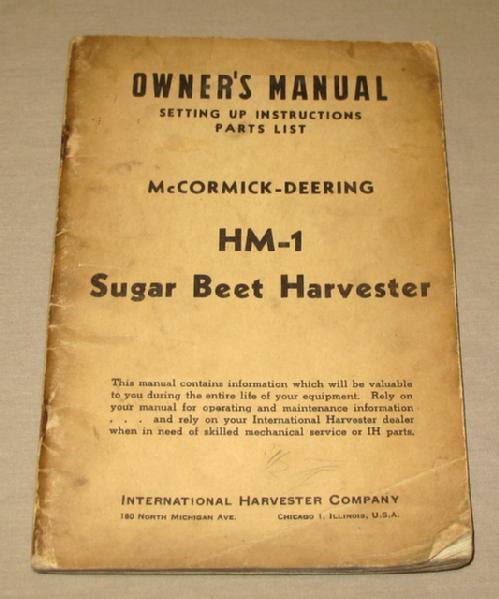 OWNER'S MANUAL
SETTING UP INSTRUCTIONS
PARTS LIST
McCORMICK-DEERING
HM-1
Sugar Beet Harvester
This manual contains information which will be valuable
to you during the entire life of your equipment. Rely on
your manual for operating and maintenance information
. . . and rely on your International Harvester dealer
when in need of skilled mechanical service or IH parts.
INTERNATIONAL HARVESTER COMPANY
180 NORTH MICHIGAN AVE. CHICAGO 1, ILLINOIS, U.S.A.